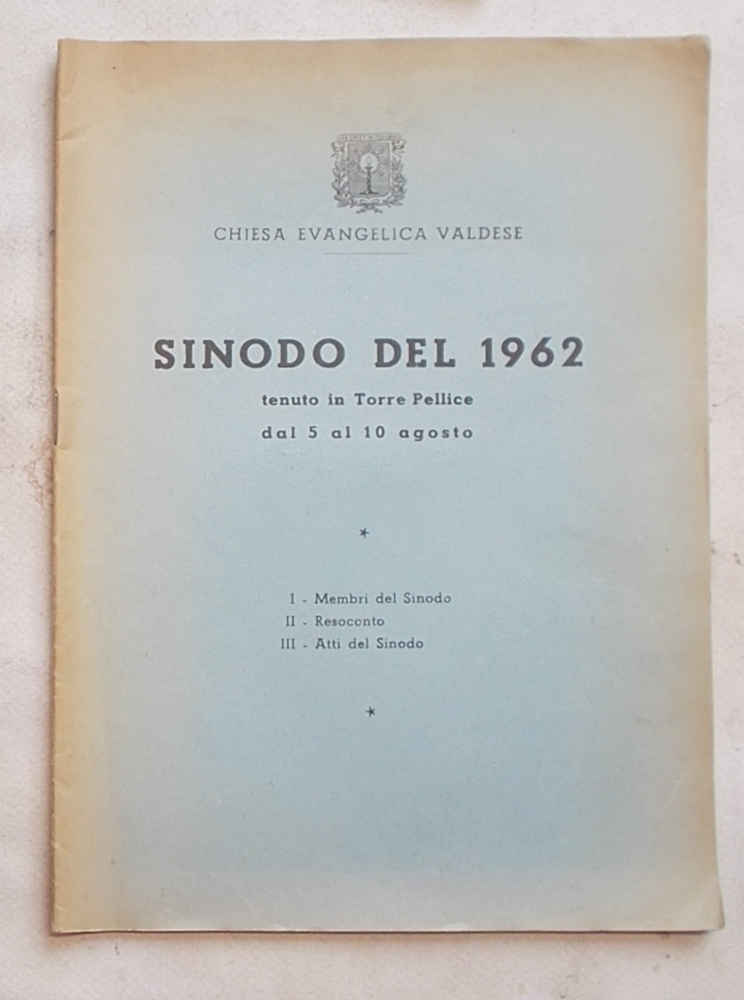 CHIESA EVANGELICA VALDESE
SINODO DEL 1962
tenuto in Torre Pellice
dal 5 al 10 agosto
*
I - Membri del Sinodo
II - Resoconto
III - Atti del Sinodo
*